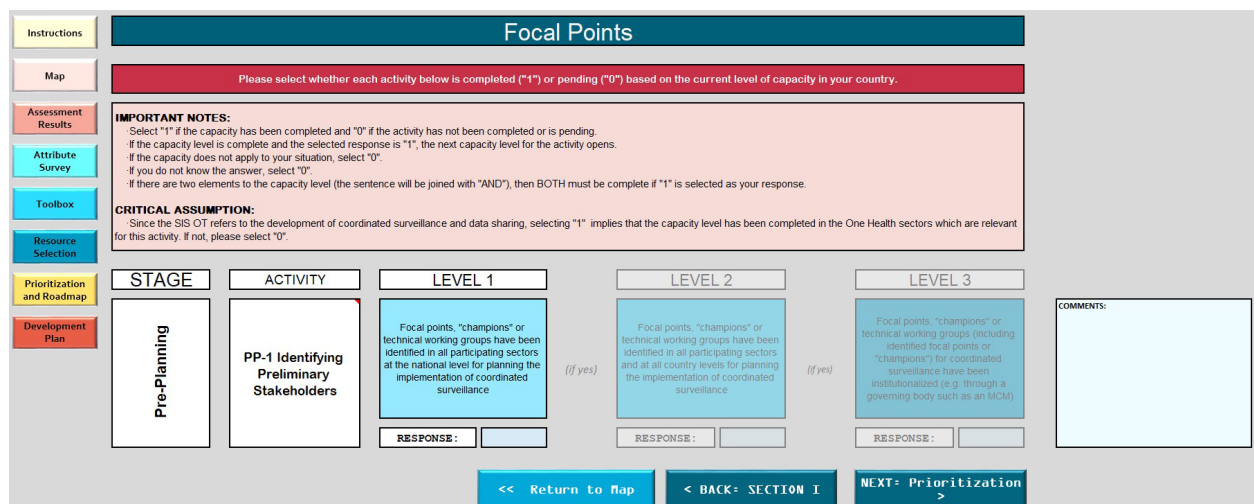 Instructions
Map
Assessment
Results
Attribute
Survey
Toolbox
Resource
Selection
Prioritization
and Roadmap
Development
Plan
Focal Points
Please select whether each activity below is completed ("1") or pending ("0") based on the current level of capacity in your country.
IMPORTANT NOTES:
·Select "1" if the capacity has been completed and "0" if the activity has not been completed or is pending.
·If the capacity level is complete and the selected response is "1", the next capacity level for the activity opens.
·If the capacity does not apply to your situation, select "0".
·If you do not know the answer, select "0".
·If there are two elements to the capacity level (the sentence will be joined with "AND"), then BOTH must be complete if "1" is selected as your response.
CRITICAL ASSUMPTION:
·Since the SIS OT refers to the development of coordinated surveillance and data sharing, selecting "1" implies that the capacity level has been completed in the One Health sectors which are relevant
for this activity. If not, please select "0".
STAGE
Pre-Planning
ACTIVITY
PP-1 Identifying
Preliminary
Stakeholders
LEVEL 1
Focal points, "champions" or
technical working groups have been
identified in all participating sectors
at the national level for planning the
implementation of coordinated
surveillance
RESPONSE:
(if yes)
LEVEL 2
Focal points, "champions" or
technical working groups have been
identified in all participating sectors
and at all country levels for planning
the implementation of coordinated
surveillance
RESPONSE:
(if yes)
LEVEL 3
Focal points, "champions" or
technical working groups (including
identified focal points or
"champions") for coordinated
surveillance have been
institutionalized (e.g. through a
governing body such as an MCM)
RESPONSE:
COMMENTS:
<< Return to Map
< BACK: SECTION I
NEXT: Prioritization
>